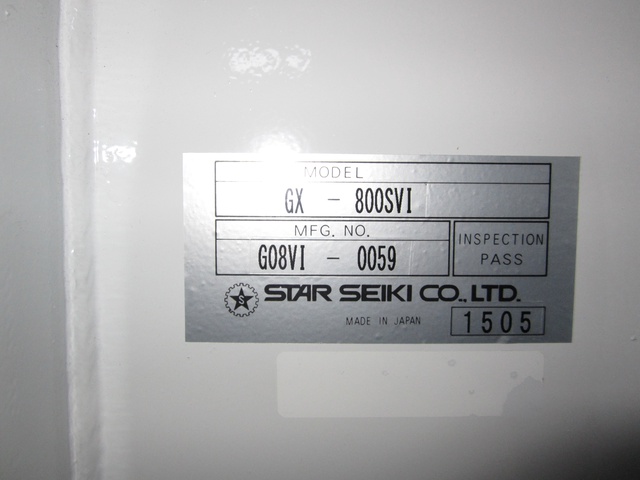 MODEL
GX - 800SVI
MFG. NO.
G08VI - 0059
INSPECTION
PASS
S
STAR SEIKI CO., LTD.
MADE IN JAPAN
1505